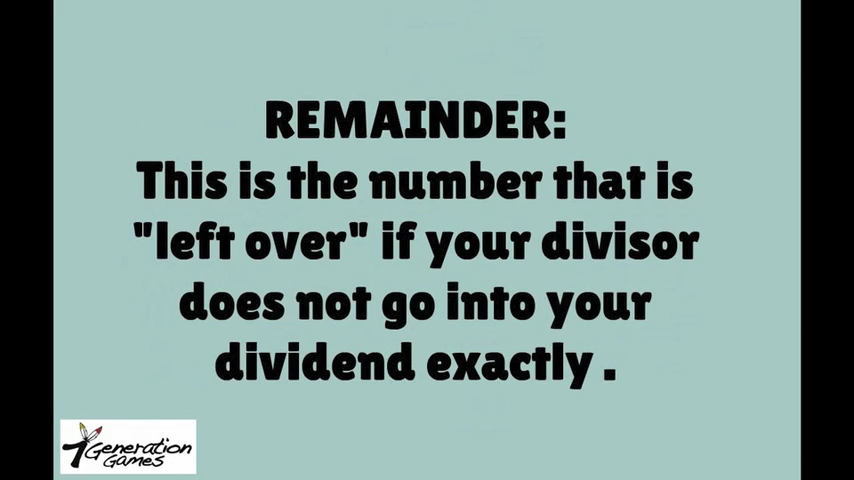 REMAINDER:
This is the number that is
"left over" if your divisor
does not go into your
dividend exactly .
7 Generation
Games